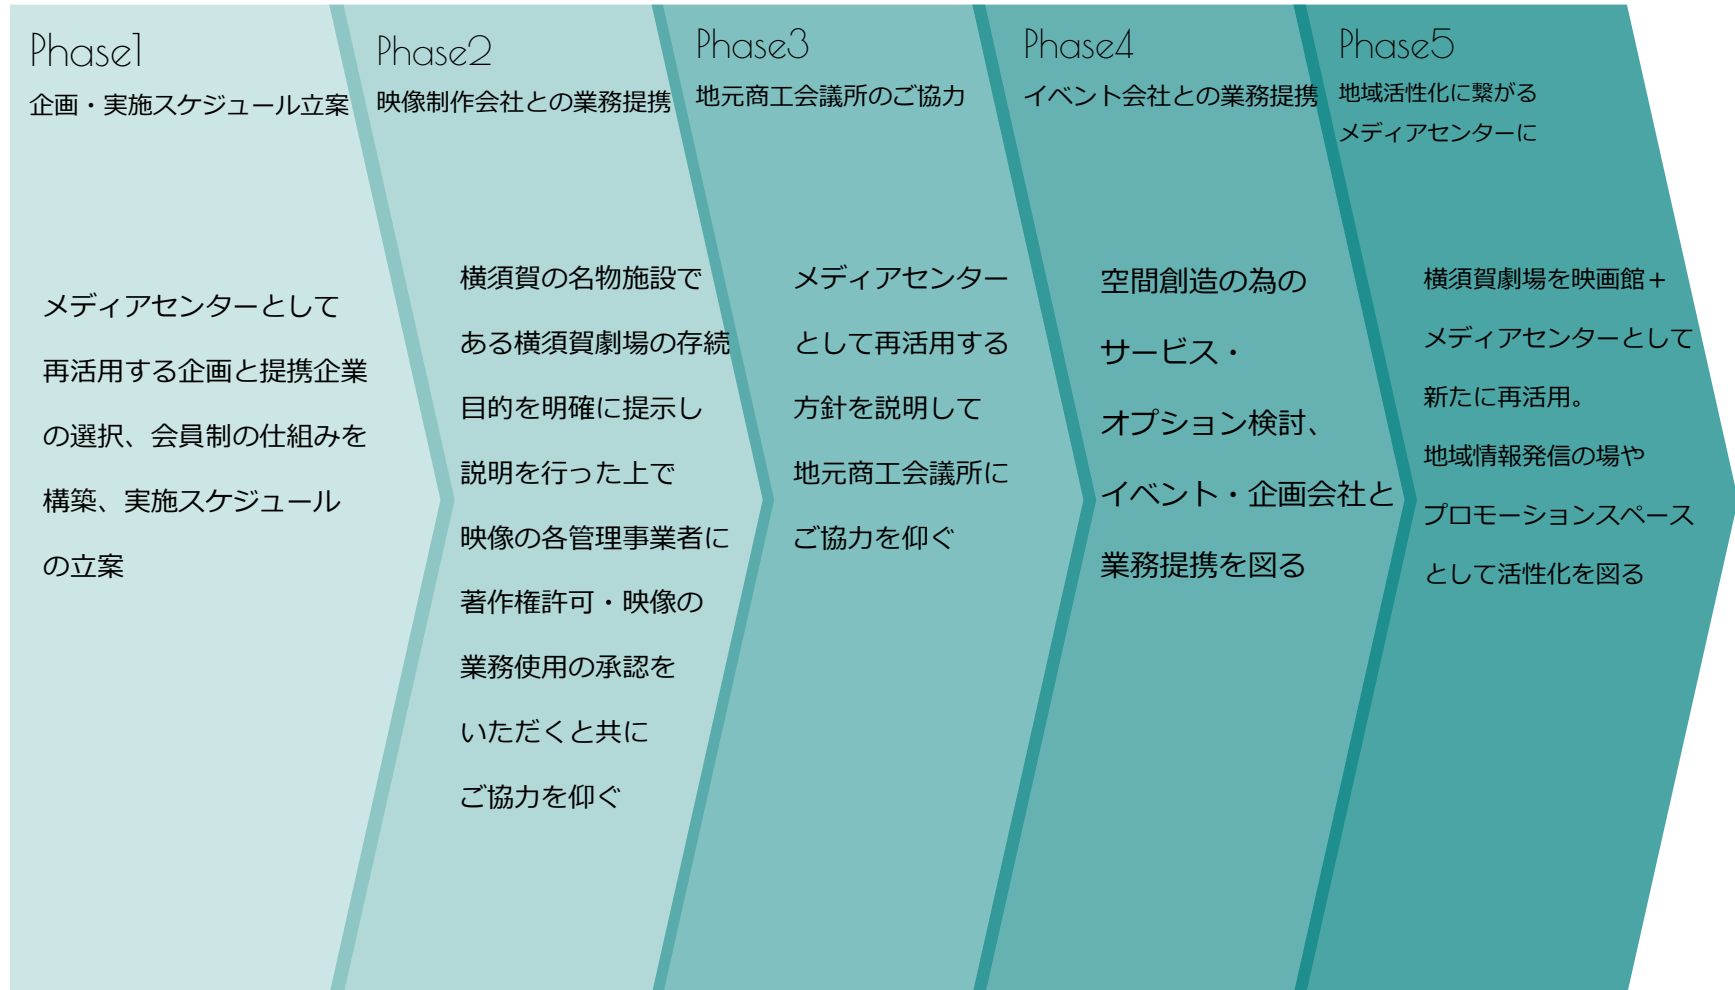 Phase1
企画・実施スケジュール立案
メディアセンターとして
再活用する企画と提携企業
の選択、会員制の仕組みを
構築、実施スケジュール
の立案
Phase2
映像制作会社との業務提携
横須賀の名物施設で
ある横須賀劇場の存続
目的を明確に提示し
説明を行った上で
映像の各管理事業者に
著作権許可・映像の
業務使用の承認を
いただくと共に
ご協力を仰ぐ
Phase3
地元商工会議所のご協力
メディアセンター
として再活用する
方針を説明して
地元商工会議所に
ご協力を仰ぐ
Phase4
イベント会社との業務提携
空間創造の為の
サービス・
オプション検討、
イベント・企画会社と
業務提携を図る
Phase5
地域活性化に繋がる
メディアセンターに
横須賀劇場を映画館＋
メディアセンターとして
新たに再活用。
地域情報発信の場や
プロモーションスペース
として活性化を図る